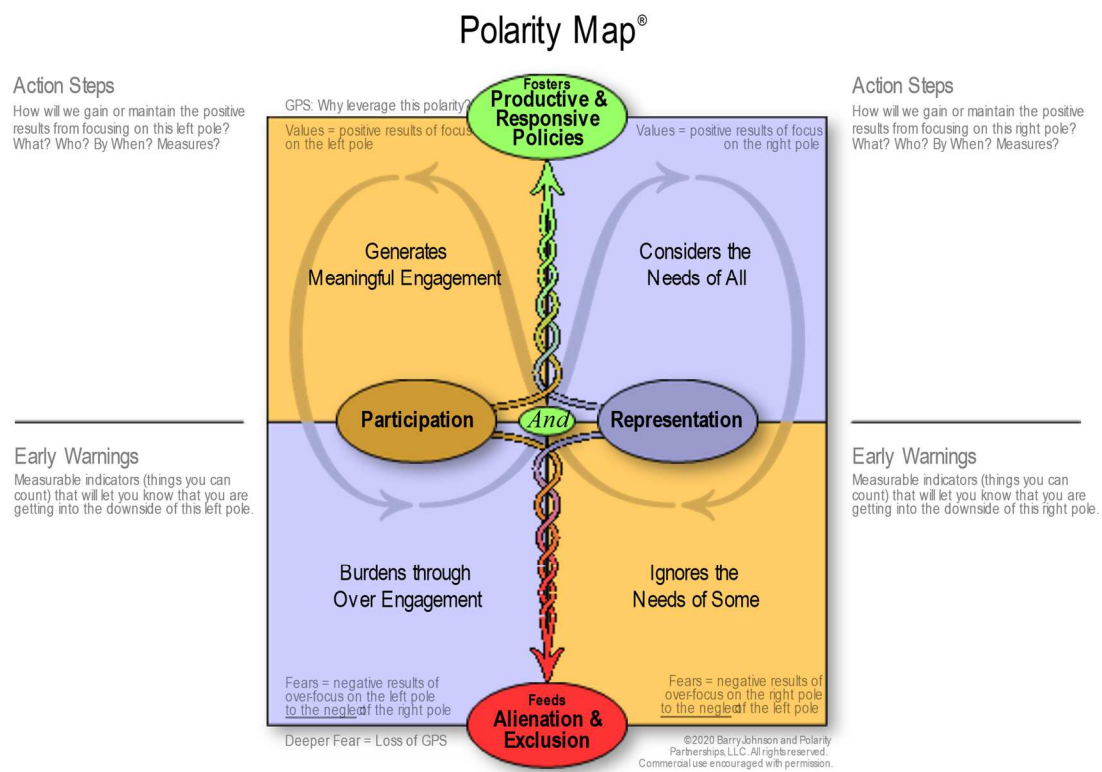 Polarity Map®
Action Steps
How will we gain or maintain the positive
results from focusing on this left pole?
What? Who? By When? Measures?
GPS: Why leverage this polarity?
Fosters
Productive &
Responsive
Policies
Values = positive results of focus
on the left pole
Values = positive results of focus
on the right pole
Action Steps
How will we gain or maintain the positive
results from focusing on this right pole?
What? Who? By When? Measures?
Generates
Meaningful Engagement
Considers the
Needs of All
Participation
And
Representation
Early Warnings
Measurable indicators (things you can
count) that will let you know that you are
getting into the downside of this left pole.
Early Warnings
Measurable indicators (things you can
count) that will let you know that you are
getting into the downside of this right pole.
Burdens through
Over Engagement
Ignores the
Needs of Some
Fears = negative results of
over-focus on the left pole
to the neglect of the right pole
Fears = negative results of
over-focus on the right pole
to the neglect of the left pole
Feeds
Alienation &
Exclusion
Deeper Fear = Loss of GPS
©2020 Barry Johnson and Polarity
Partnerships, LLC. All rights reserved.
Commercial use encouraged with permission.